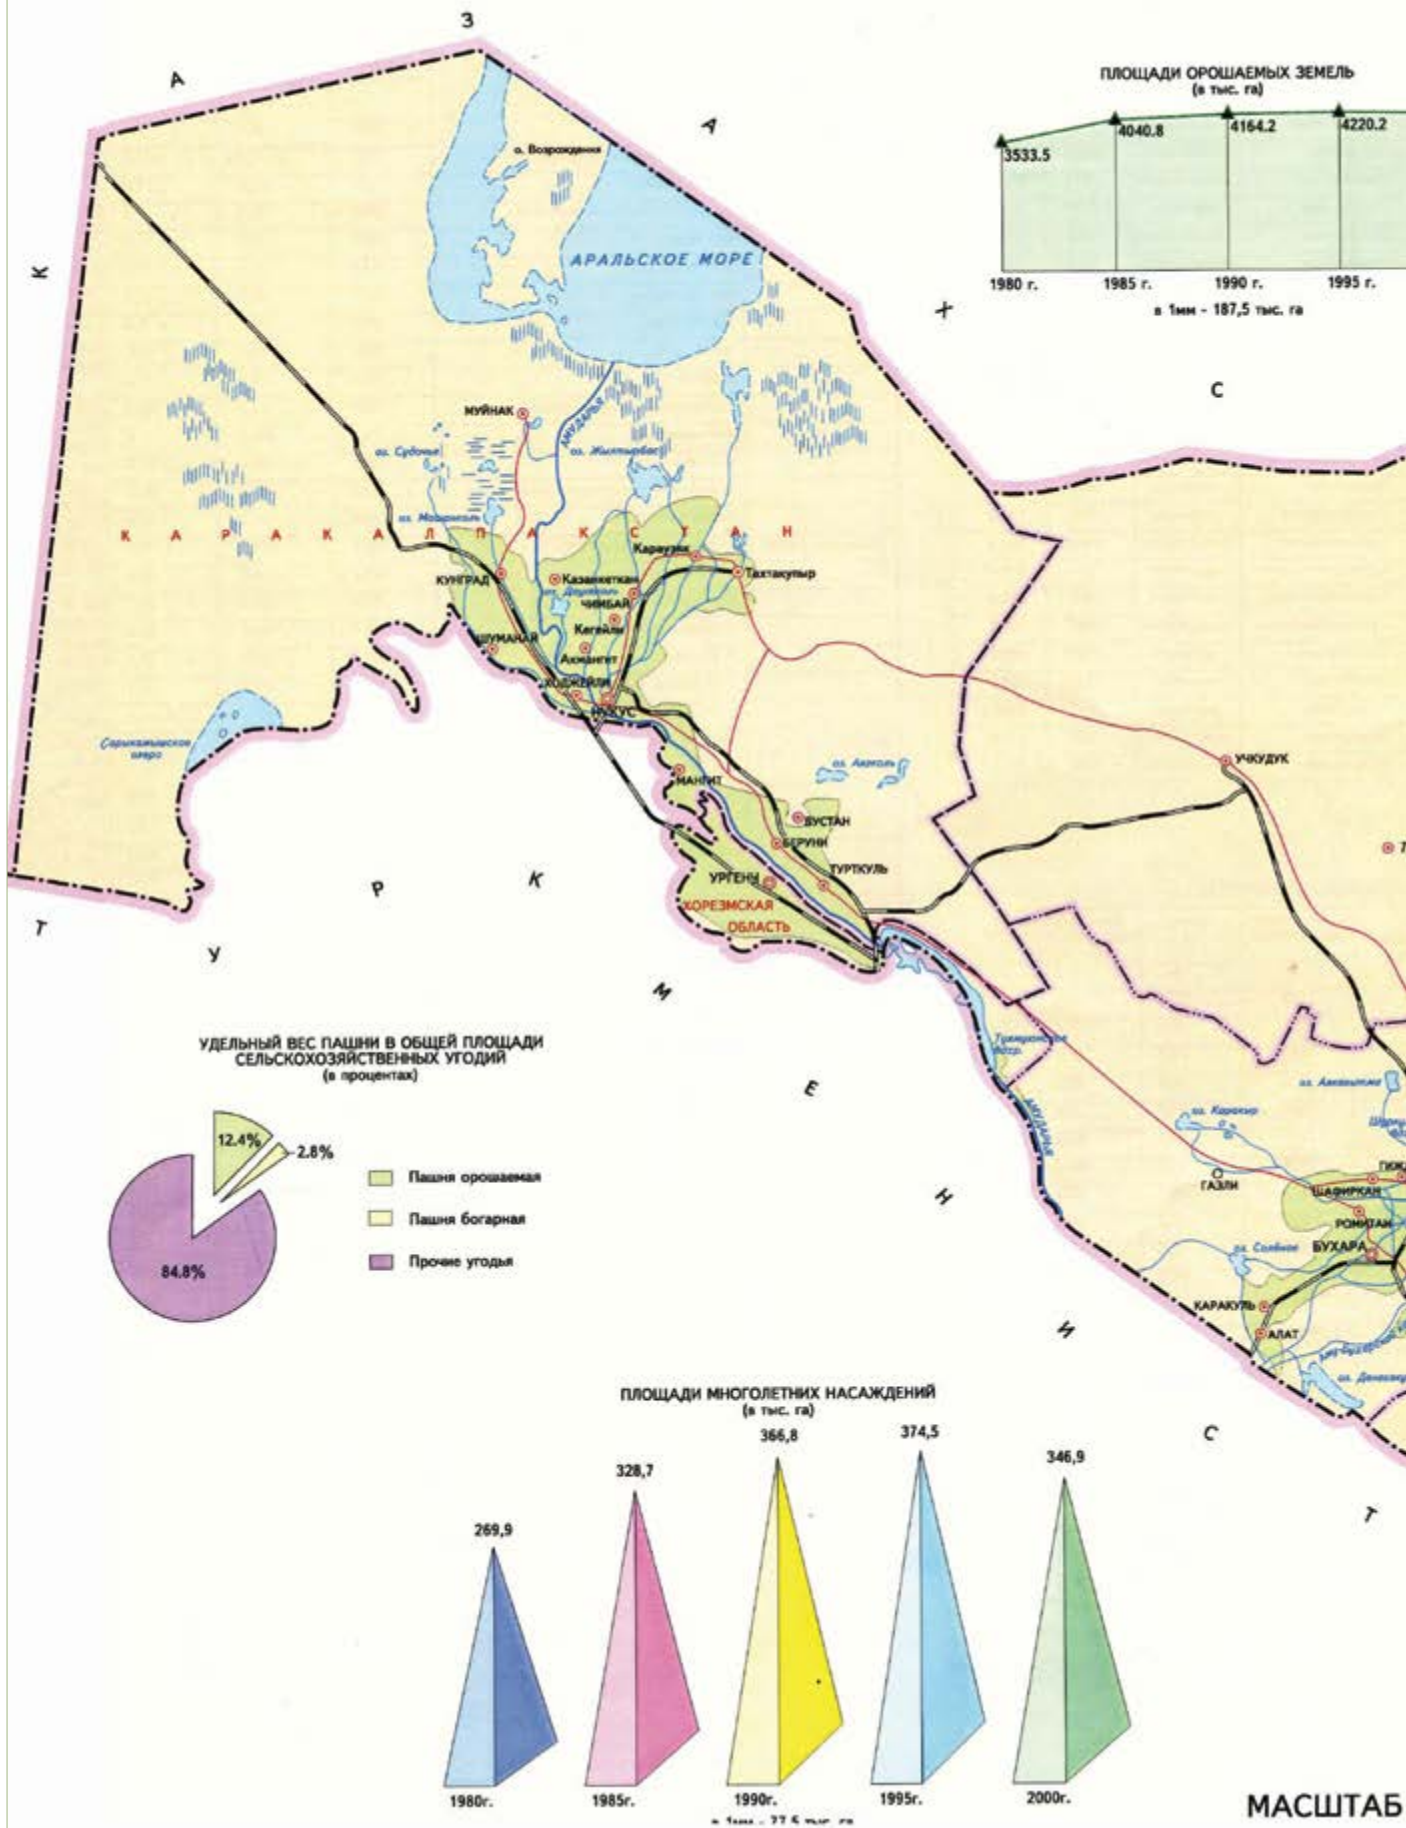 К А З А Х С
ПЛОЩАДИ ОРОШАЕМЫХ ЗЕМЕЛЬ
(в тыс. га)
3533.5
4040.8
4164.2
4220.2
1980 г.
1985 г.
1990 г.
1995 г.
в 1мм - 187,5 тыс. га
о. Возрождения
АРАЛЬСКОЕ МОРЕ
МУЙНАК
АМУДАРЬЯ
оз. Судочье
оз. Жылтырбас
К А Р А К А Л П А К С Т А Н
Караузяк
КУНГРАД
Казанкеткан
Тахтакупыр
ЧИМБАЙ
Кегейли
ШУМАНАЙ
Акмангит
ХОДЖЕЙЛИ
НУКУС
Сарыкамышское
озеро
МАНГИТ
УЧКУДУК
БУСТАН
БЕРУНИ
УРГЕНЧ
ТУРТКУЛЬ
ХОРЕЗМСКАЯ
ОБЛАСТЬ
Т У Р К М Е Н И С Т
АМУДАРЬЯ
оз. Каракыр
ГАЗЛИ
ШАФИРКАН
РОМИТАН
оз. Солёное
БУХАРА
КАРАКУЛЬ
АЛАТ
УДЕЛЬНЫЙ ВЕС ПАШНИ В ОБЩЕЙ ПЛОЩАДИ
СЕЛЬСКОХОЗЯЙСТВЕННЫХ УГОДИЙ
(в процентах)
12.4%
2.8%
84.8%
Пашня орошаемая
Пашня богарная
Прочие угодья
ПЛОЩАДИ МНОГОЛЕТНИХ НАСАЖДЕНИЙ
(в тыс. га)
269,9
328,7
366,8
374,5
346,9
1980г.
1985г.
1990г.
1995г.
2000г.
МАСШТАБ